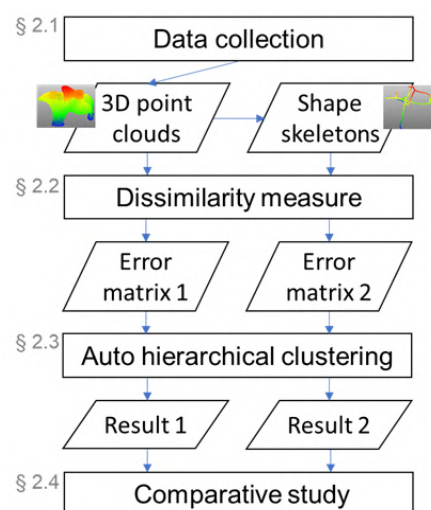 § 2.1
Data collection
3D point
clouds
Shape
skeletons
§ 2.2
Dissimilarity measure
Error
matrix 1
Error
matrix 2
§ 2.3
Auto hierarchical clustering
Result 1
Result 2
§ 2.4
Comparative study